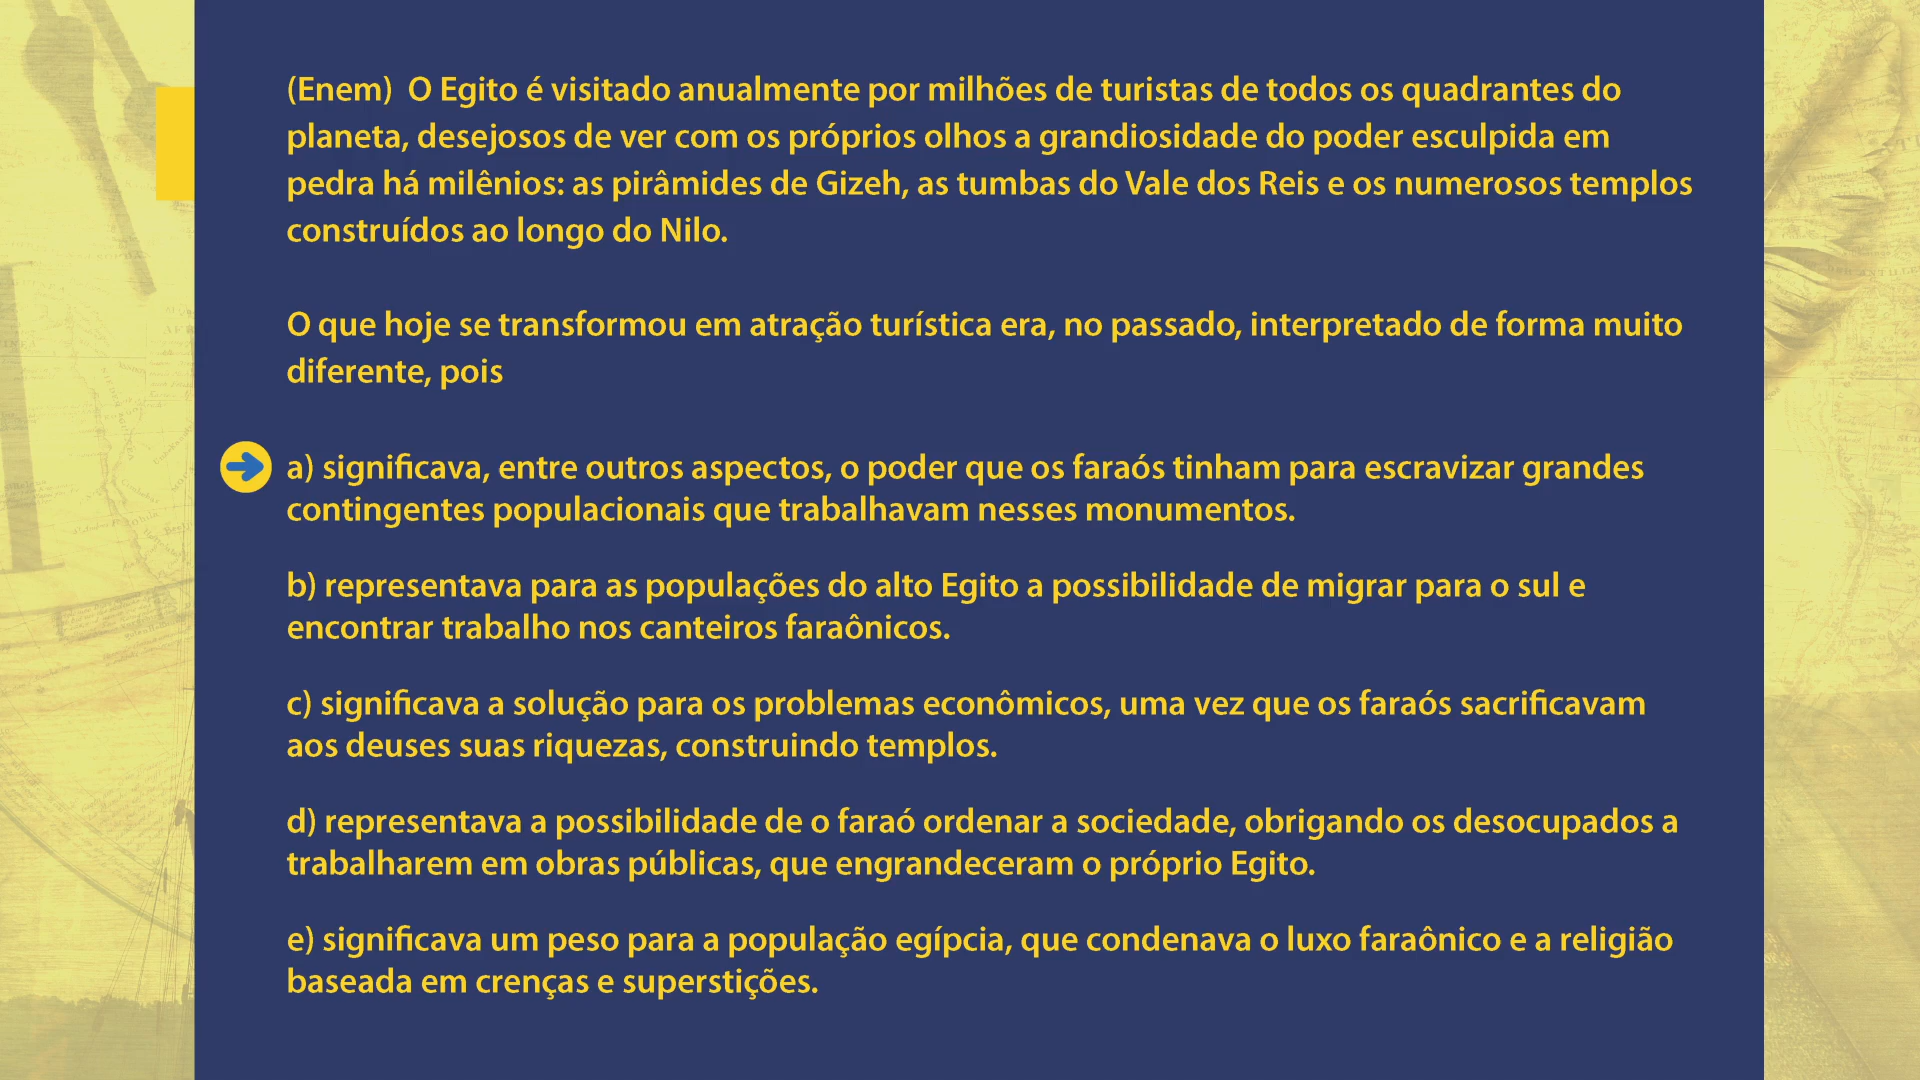 (Enem) O Egito é visitado anualmente por milhões de turistas de todos os quadrantes do
planeta, desejosos de ver com os próprios olhos a grandiosidade do poder esculpida em
pedra há milênios: as pirâmides de Gizeh, as tumbas do Vale dos Reis e os numerosos templos
construídos ao longo do Nilo.
O que hoje se transformou em atração turística era, no passado, interpretado de forma muito
diferente, pois
a) significava, entre outros aspectos, o poder que os faraós tinham para escravizar grandes
contingentes populacionais que trabalhavam nesses monumentos.
b) representava para as populações do alto Egito a possibilidade de migrar para o sul e
encontrar trabalho nos canteiros faraônicos.
c) significava a solução para os problemas econômicos, uma vez que os faraós sacrificavam
aos deuses suas riquezas, construindo templos.
d) representava a possibilidade de o faraó ordenar a sociedade, obrigando os desocupados a
trabalharem em obras públicas, que engrandeceram o próprio Egito.
e) significava um peso para a população egípcia, que condenava o luxo faraônico e a religião
baseada em crenças e superstições.